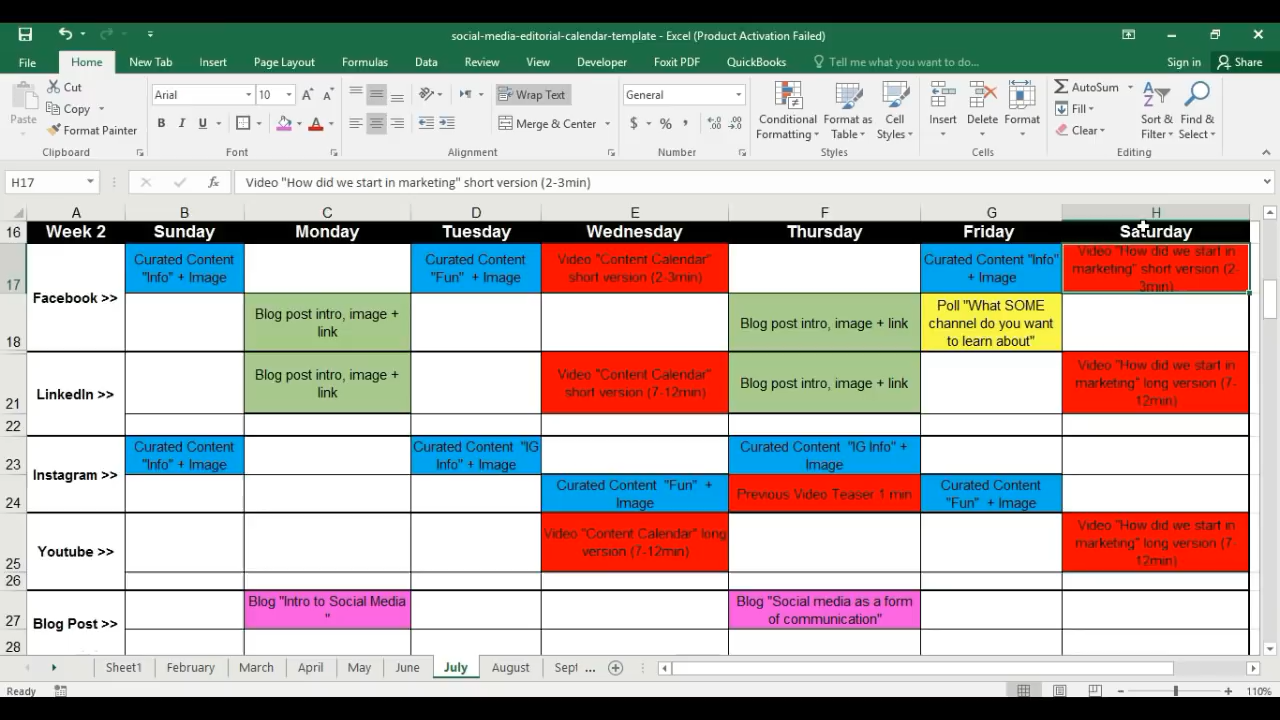 social-media-editorial-calendar-template - Excel (Product Activation Failed)
File Home New Tab Insert Page Layout Formulas Data Review View Developer Foxit PDF QuickBooks Tell me what you want to do... Sign in Share
Paste
Cut
Copy
Format Painter
Clipboard
Arial 10
B I U
Font
Wrap Text
Merge & Center
Alignment
General
$ % ,
Number
Conditional Formatting
Format as Table
Cell Styles
Styles
Insert Delete Format
Cells
AutoSum
Fill
Clear
Sort & Filter
Find & Select
Editing
H17 fx Video "How did we start in marketing" short version (2-3min)
A B C D E F G H
16 Week 2 Sunday Monday Tuesday Wednesday Thursday Friday Saturday
17
Facebook >>
Curated Content
"Info" + Image
Curated Content
"Fun" + Image
Video "Content Calendar"
short version (2-3min)
Curated Content "Info"
+ Image
Video "How did we start in
marketing" short version (2-
3min)
18
Blog post intro, image +
link
Blog post intro, image + link
Poll "What SOME
channel do you want
to learn about"
21
LinkedIn >>
Blog post intro, image +
link
Video "Content Calendar"
short version (7-12min)
Blog post intro, image + link
Video "How did we start in
marketing" long version (7-
12min)
22
23
Instagram >>
Curated Content
"Info" + Image
Curated Content "IG
Info" + Image
Curated Content "IG Info" +
Image
24
Curated Content "Fun" +
Image
Previous Video Teaser 1 min
Curated Content
"Fun" + Image
25
Youtube >>
Video "Content Calendar" long
version (7-12min)
Video "How did we start in
marketing" long version (7-
12min)
26
27
Blog Post >>
Blog "Intro to Social Media
"
Blog "Social media as a form
of communication"
28
Sheet1 February March April May June July August Sept ...
Ready 110%